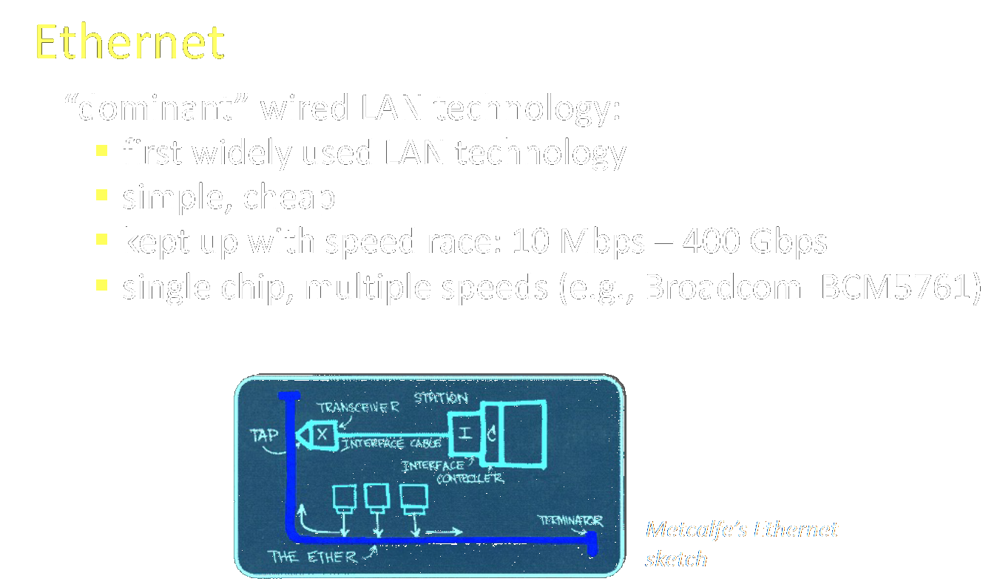 Ethernet
“dominant” wired LAN technology:
▪ first widely used LAN technology
▪ simple, cheap
▪ kept up with speed race: 10 Mbps – 400 Gbps
▪ single chip, multiple speeds (e.g., Broadcom BCM5761)
STATION
TRANSCEIVER
TAP
X
I
C
INTERFACE CABLE
INTERFACE
CONTROLLER
TERMINATOR
THE ETHER
Metcalfe’s Ethernet
sketch